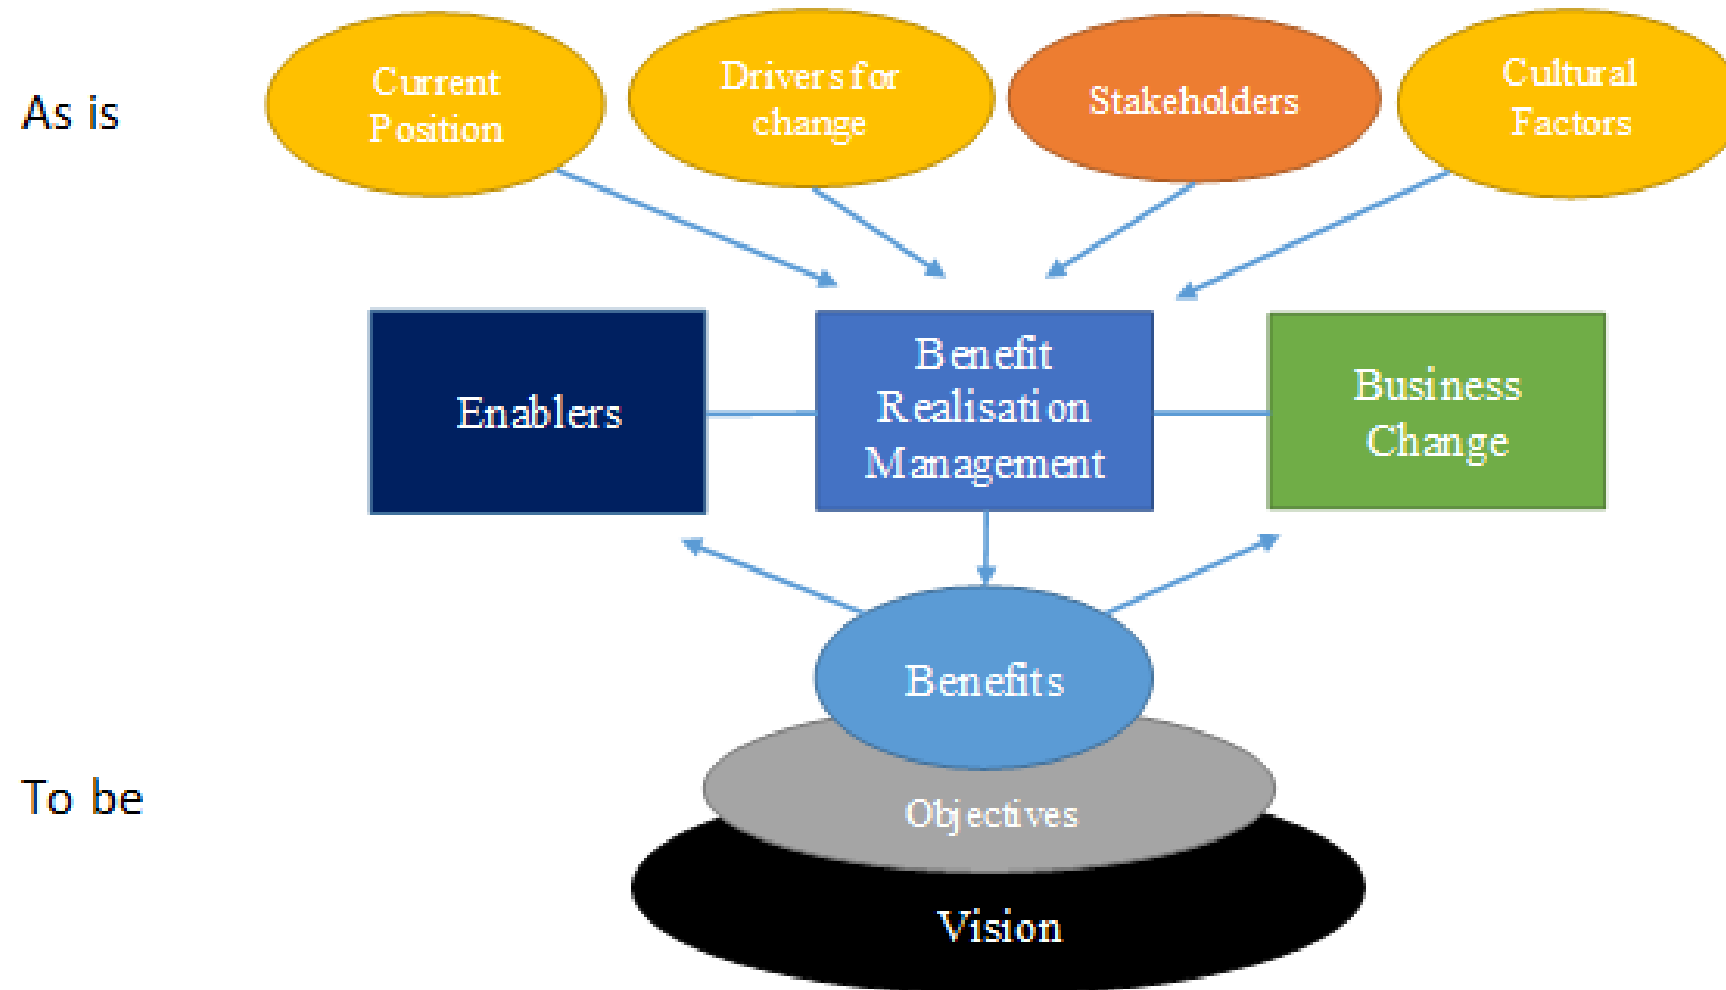 As is
Current
Position
Drivers for
change
Stakeholders
Cultural
Factors
Enablers
Benefit
Realisation
Management
Business
Change
Benefits
To be
Objectives
Vision